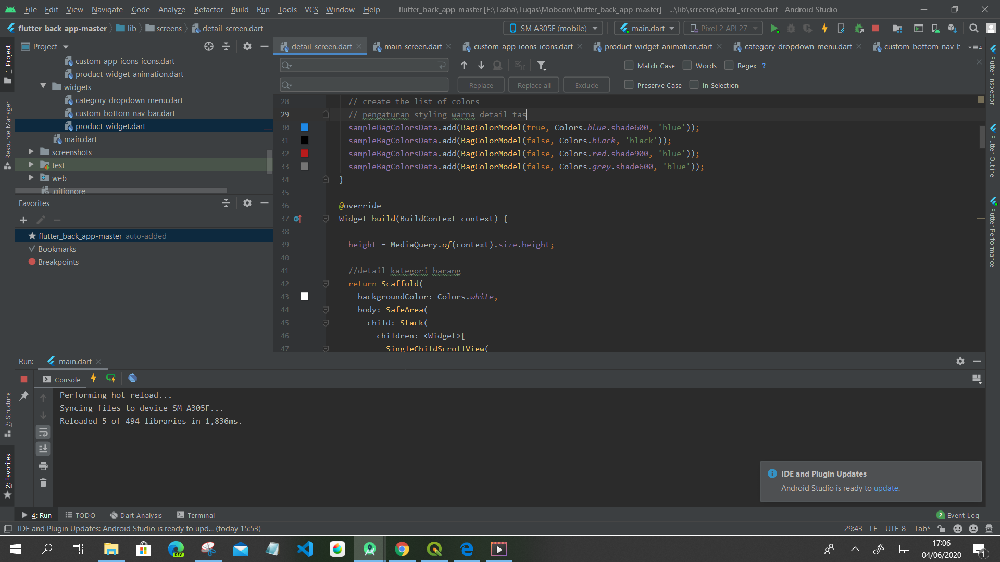 File Edit View Navigate Code Analyze Refactor Build Run Tools VCS Window Help flutter_back_app-master [E:\Tasha\Tugas\Mobcom\flutter_back_app-master] - ...\lib\screens\detail_screen.dart - Android Studio
flutter_back_app-master lib screens detail_screen.dart SM A305F (mobile) main.dart Pixel 2 API 27
Project
detail_screen.dart main_screen.dart custom_app_icons_icons.dart product_widget_animation.dart category_dropdown_menu.dart custom_bottom_nav_b 4
1: Project
Resource Manager
7: Structure
2: Favorites
custom_app_icons_icons.dart
product_widget_animation.dart
widgets
category_dropdown_menu.dart
custom_bottom_nav_bar.dart
product_widget.dart
main.dart
screenshots
test
web
.gitignore
Favorites
flutter_back_app-master auto-added
Bookmarks
Breakpoints
Match Case Words Regex ?
Replace Replace all Exclude Preserve Case In Selection
28 // create the list of colors
29 // pengaturan styling warna detail tas
30 sampleBagColorsData.add(BagColorModel(true, Colors.blue.shade600, 'blue'));
31 sampleBagColorsData.add(BagColorModel(false, Colors.black, 'black'));
32 sampleBagColorsData.add(BagColorModel(false, Colors.red.shade900, 'blue'));
33 sampleBagColorsData.add(BagColorModel(false, Colors.grey.shade600, 'blue'));
34 }
35
36 @override
37 Widget build(BuildContext context) {
38
39 height = MediaQuery.of(context).size.height;
40
41 //detail kategori barang
42 return Scaffold(
43 backgroundColor: Colors.white,
44 body: SafeArea(
45 child: Stack(
46 children: <Widget>[
47 SingleChildScrollView(
Flutter Inspector
Flutter Outline
Flutter Performance
Run: main.dart
Console
Performing hot reload...
Syncing files to device SM A305F...
Reloaded 5 of 494 libraries in 1,836ms.
IDE and Plugin Updates
Android Studio is ready to update.
4: Run TODO Dart Analysis Terminal 2 Event Log
IDE and Plugin Updates: Android Studio is ready to upd... (today 15:53) 29:43 LF UTF-8 Tab*
DEV
17:06
04/06/2020
1